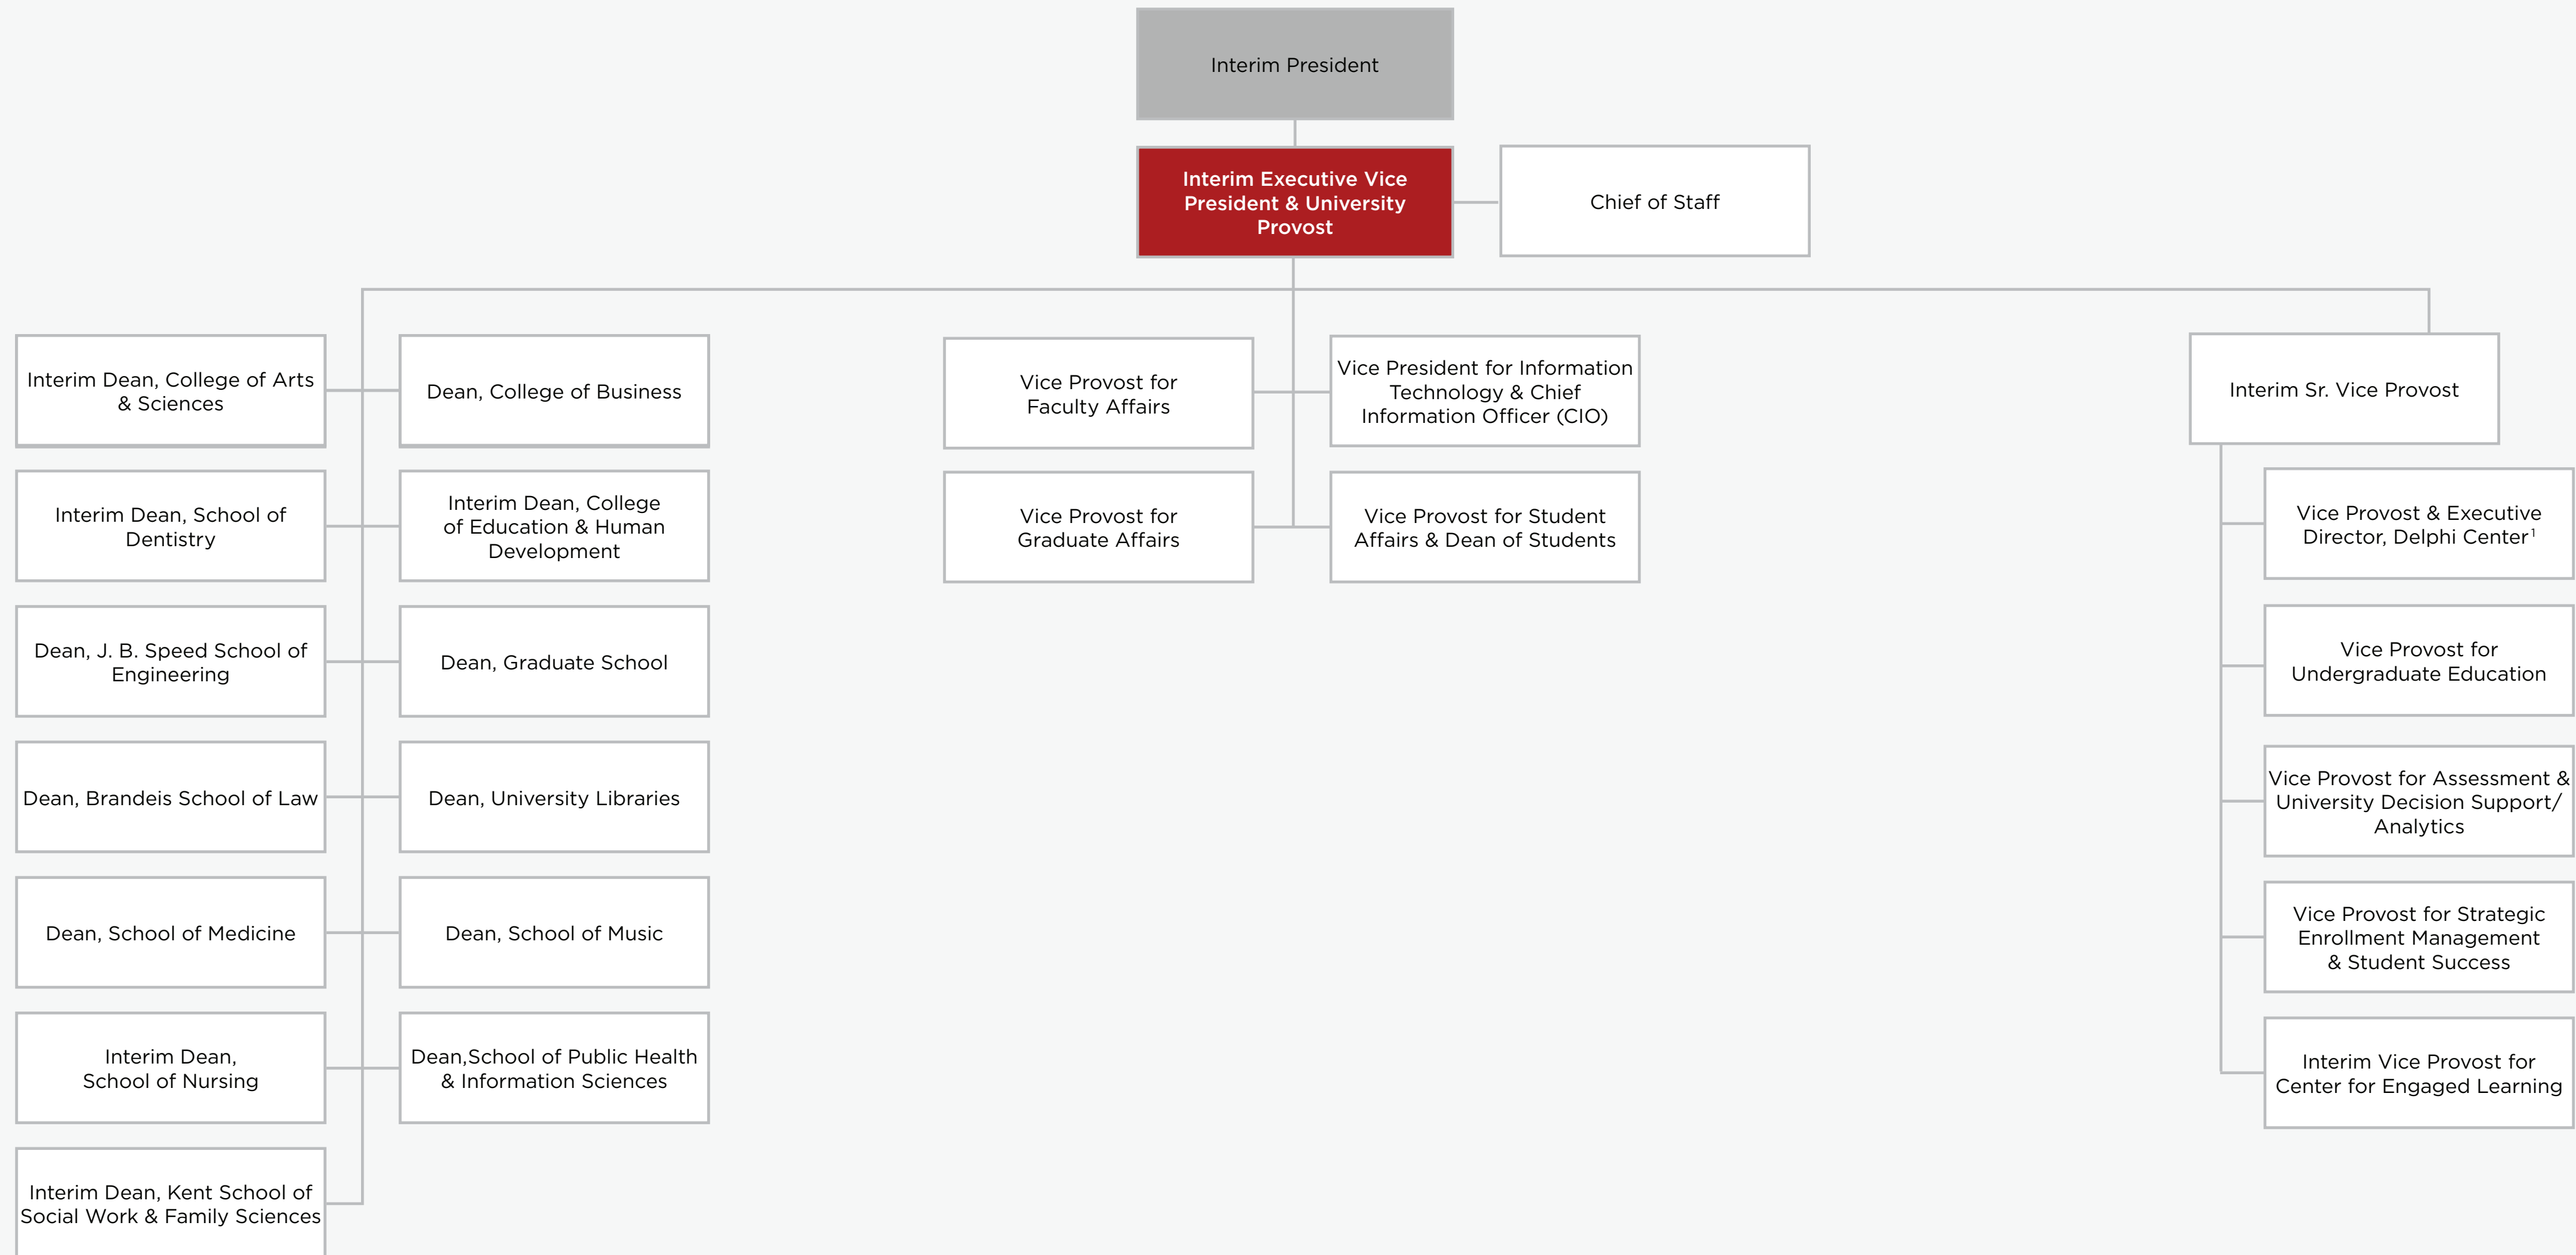 Interim President
Interim Executive Vice
President & University
Provost
Chief of Staff
Interim Dean, College of Arts
& Sciences
Dean, College of Business
Interim Dean, School of
Dentistry
Interim Dean, College
of Education & Human
Development
Dean, J. B. Speed School of
Engineering
Dean, Graduate School
Dean, Brandeis School of Law
Dean, University Libraries
Dean, School of Medicine
Dean, School of Music
Interim Dean,
School of Nursing
Dean,School of Public Health
& Information Sciences
Interim Dean, Kent School of
Social Work & Family Sciences
Vice Provost for
Faculty Affairs
Vice President for Information
Technology & Chief
Information Officer (CIO)
Vice Provost for
Graduate Affairs
Vice Provost for Student
Affairs & Dean of Students
Interim Sr. Vice Provost
Vice Provost & Executive
Director, Delphi Center¹
Vice Provost for
Undergraduate Education
Vice Provost for Assessment &
University Decision Support/
Analytics
Vice Provost for Strategic
Enrollment Management
& Student Success
Interim Vice Provost for
Center for Engaged Learning